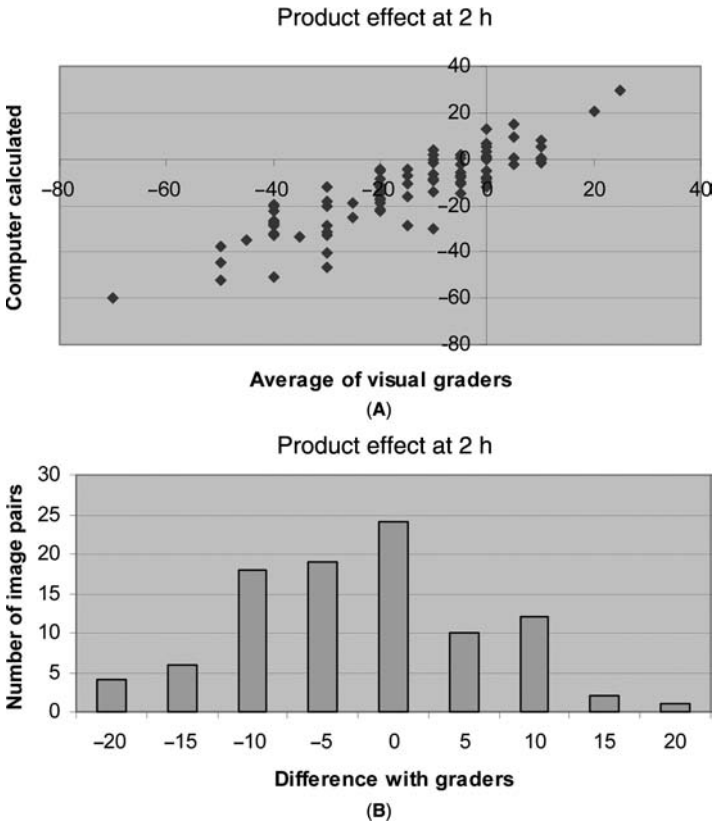 Product effect at 2 h
40
20
0
–20
–40
–60
–80
–80 –60 –40 –20 0 20 40
Computer calculated
Average of visual graders
(A)
Product effect at 2 h
30
25
20
15
10
5
0
–20 –15 –10 –5 0 5 10 15 20
Number of image pairs
Difference with graders
(B)